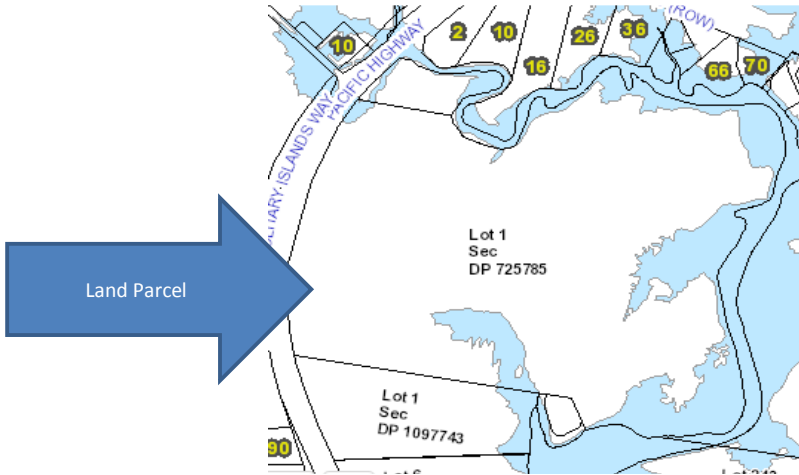 (ROW)
10
2
10
16
26
36
66
70
PACIFIC HIGHWAY
ISLANDS WAY
Lot 1
Sec
DP 725785
Land Parcel
Lot 1
Sec
DP 1097743
90